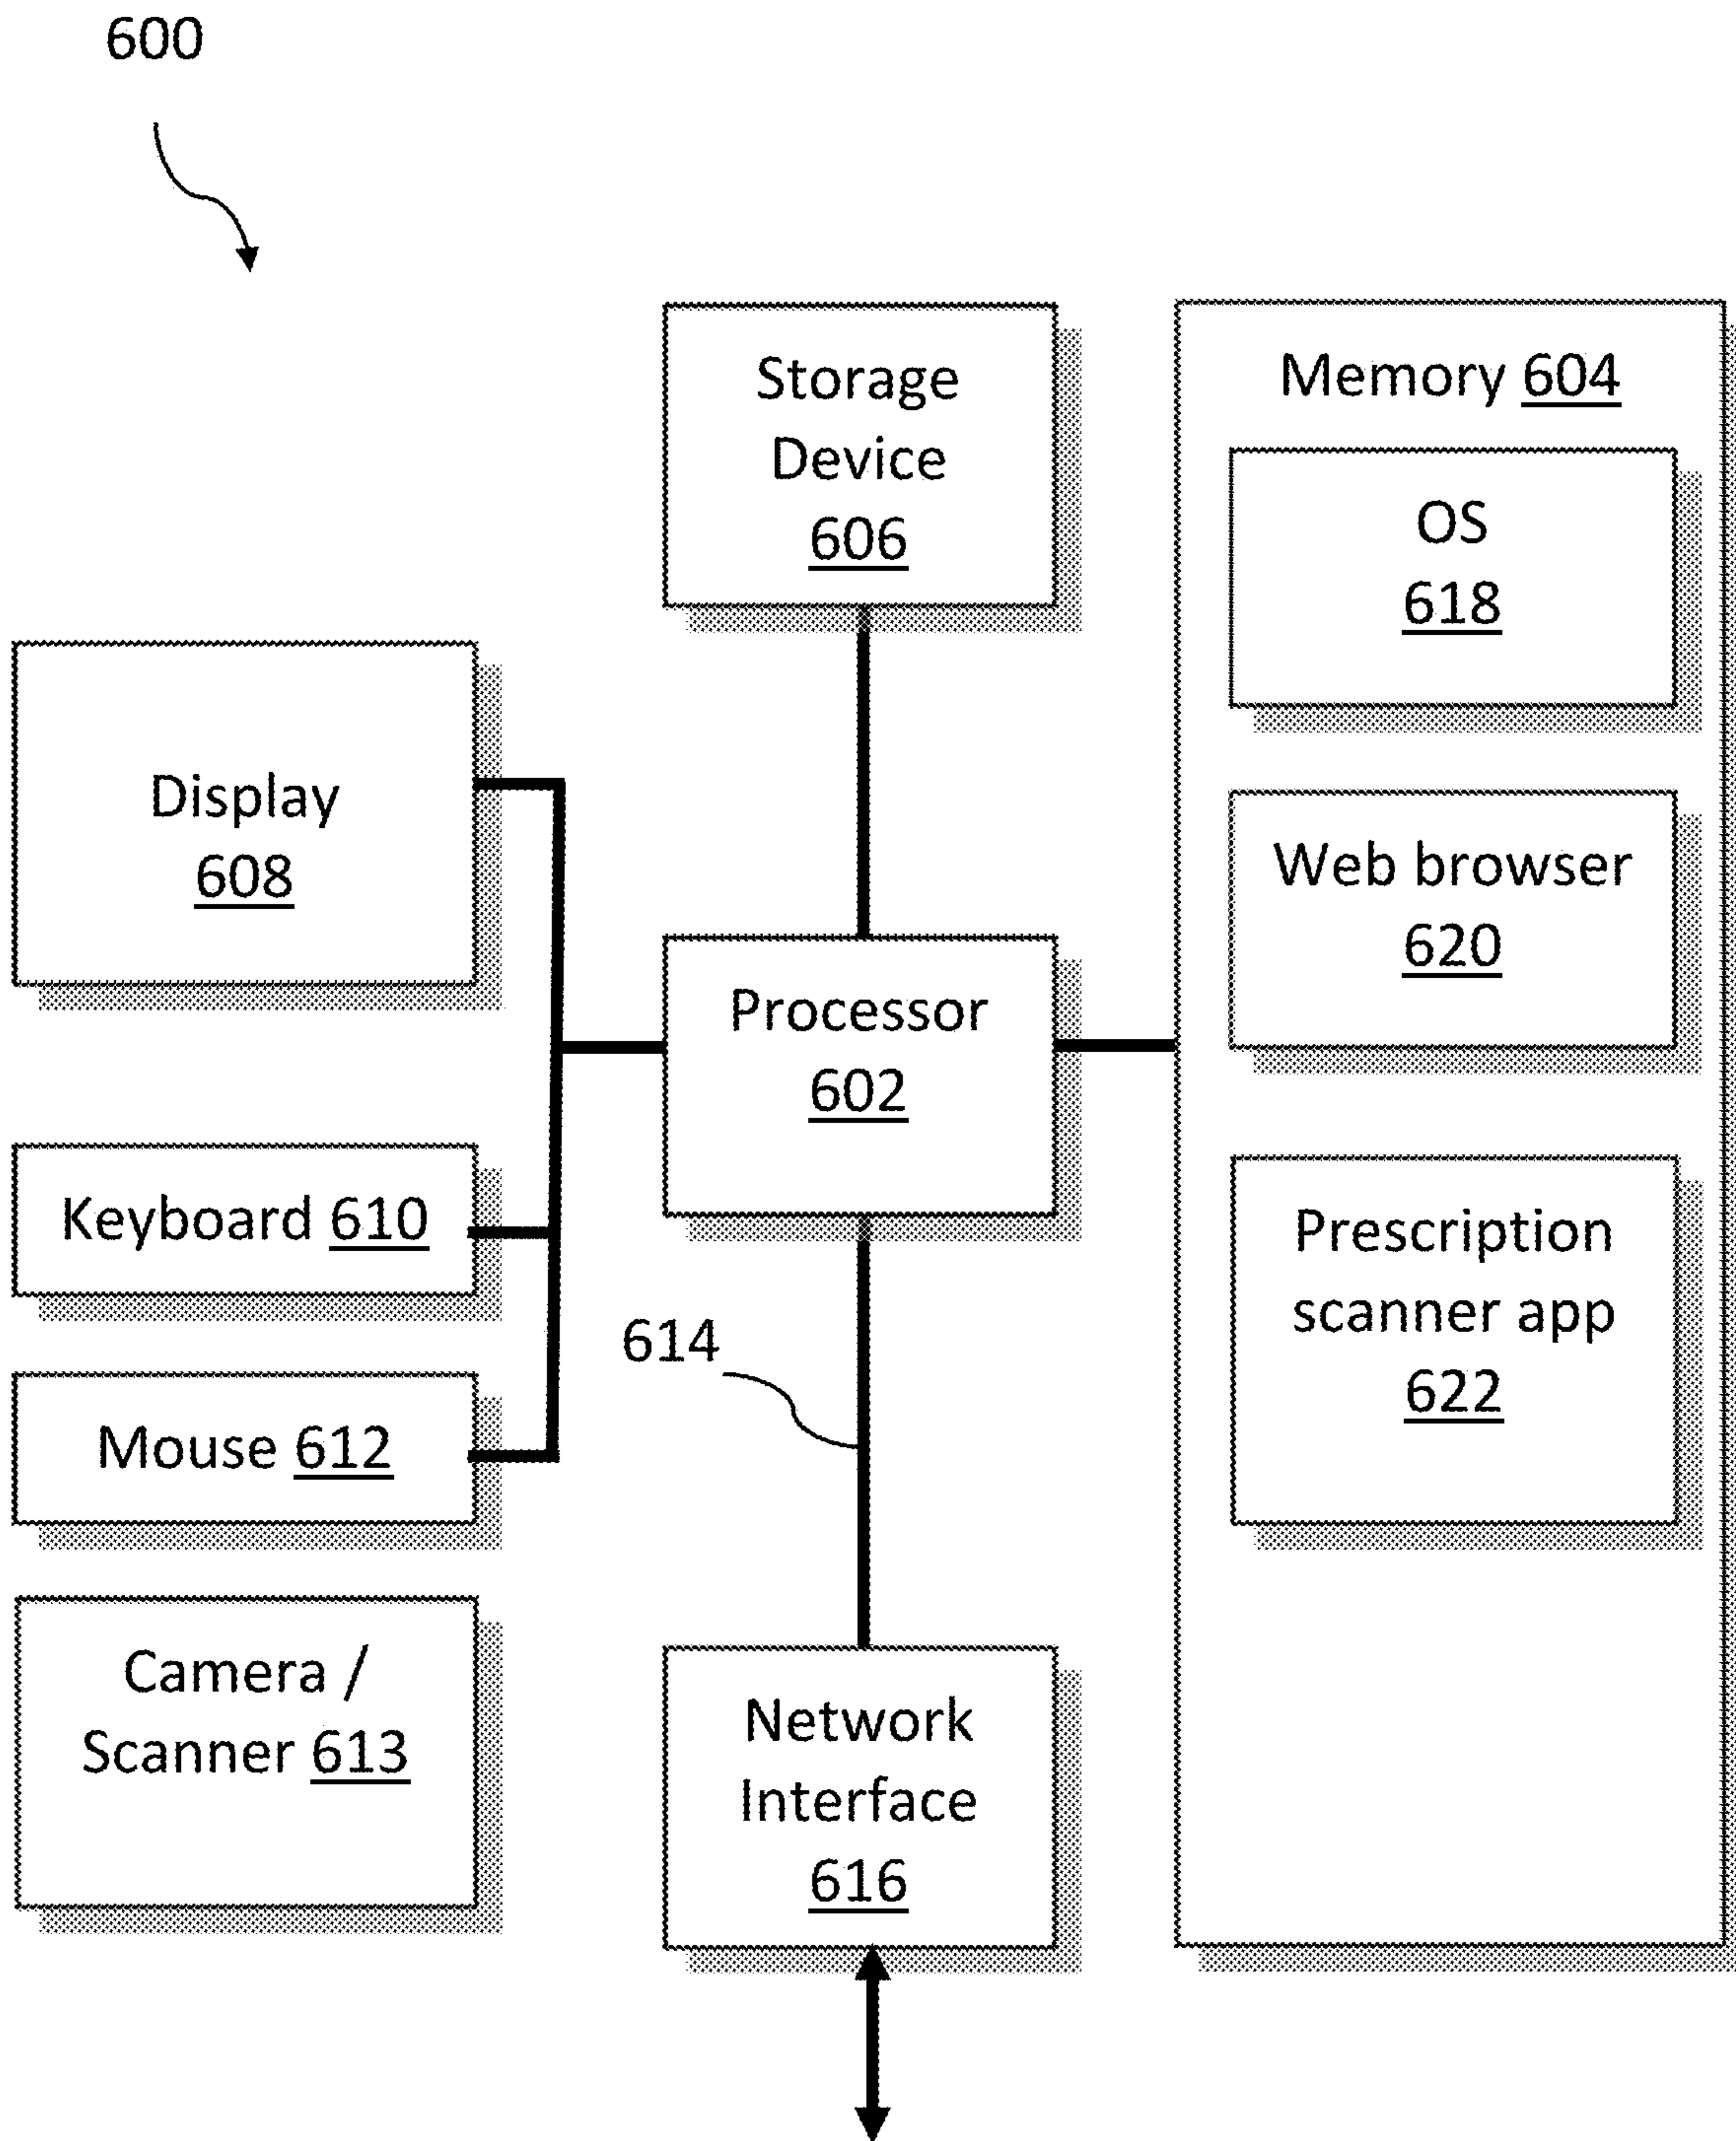 600
Storage
Device
606
Memory 604
OS
618
Display
608
Web browser
620
Processor
602
Keyboard 610
Prescription
scanner app
622
614
Mouse 612
Camera /
Scanner 613
Network
Interface
616